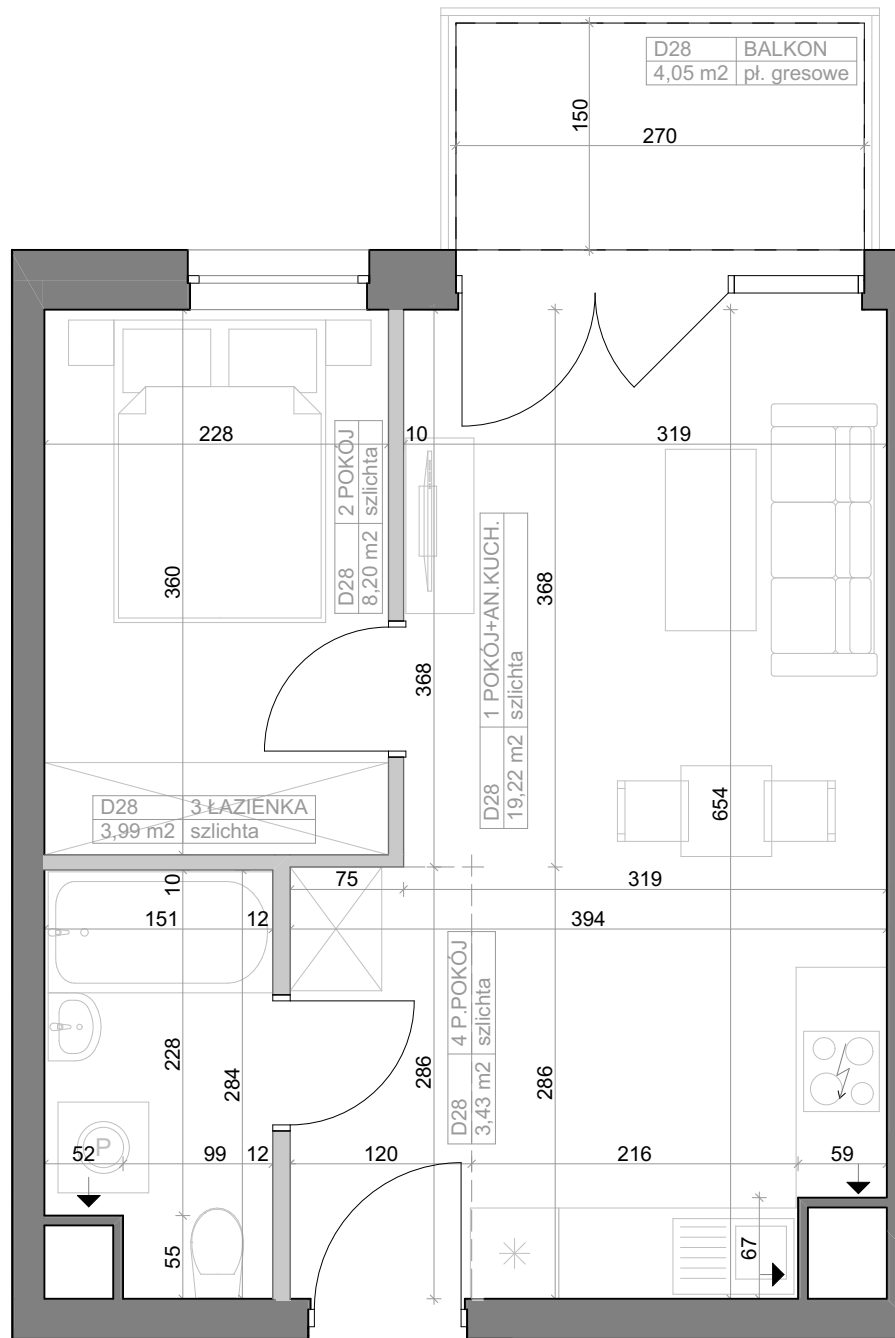 D28 BALKON
4,05 m2 pł. gresowe
150
270
228
10
319
D28 2 POKÓJ
8,20 m2 szlichta
360
368
368
D28 1 POKÓJ+AN.KUCH.
19,22 m2 szlichta
654
D28 3 ŁAZIENKA
3,99 m2 szlichta
10
75
319
151
12
394
D28 4 P.POKÓJ
3,43 m2 szlichta
228
284
286
286
P
52
99
12
120
216
59
55
67